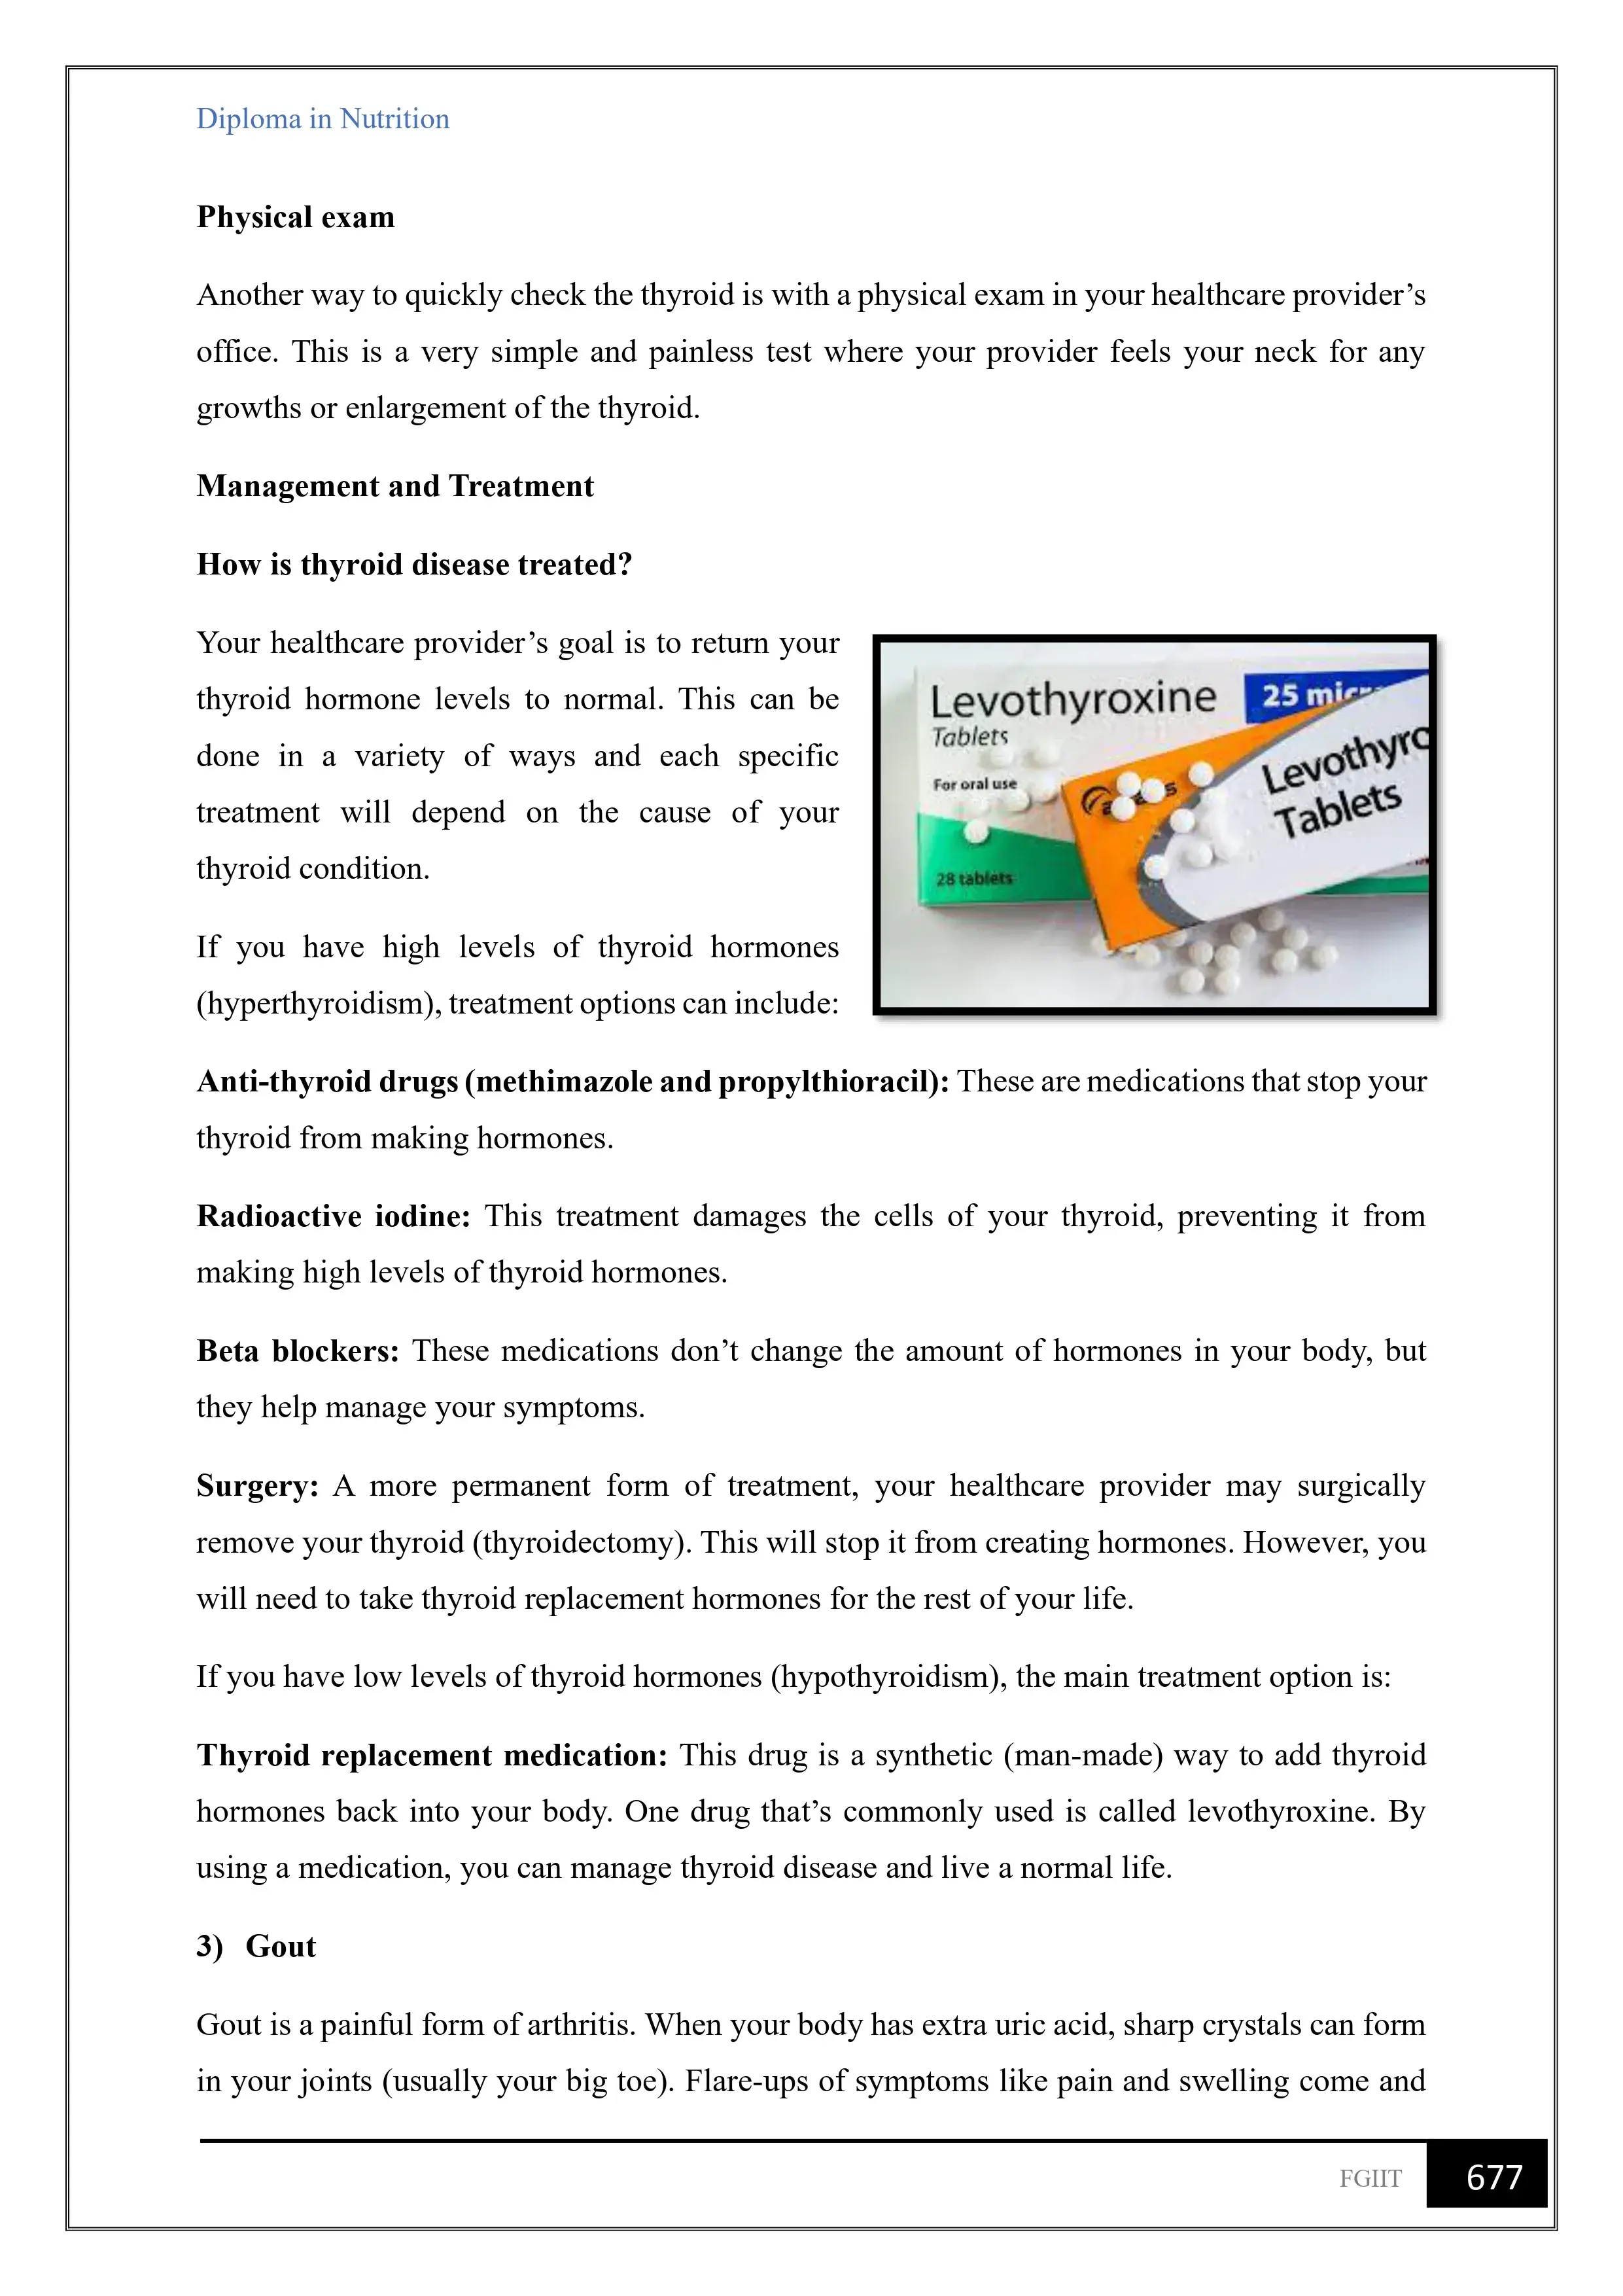 Diploma in Nutrition
Physical exam
Another way to quickly check the thyroid is with a physical exam in your healthcare provider’s
office. This is a very simple and painless test where your provider feels your neck for any
growths or enlargement of the thyroid.
Management and Treatment
How is thyroid disease treated?
Your healthcare provider’s goal is to return your
thyroid hormone levels to normal. This can be
done in a variety of ways and each specific
treatment will depend on the cause of your
thyroid condition.
If you have high levels of thyroid hormones
(hyperthyroidism), treatment options can include:
Levothyroxine
25 micr
Tablets
For oral use
28 tablets
Levothyro
Tablets
Anti-thyroid drugs (methimazole and propylthioracil): These are medications that stop your
thyroid from making hormones.
Radioactive iodine: This treatment damages the cells of your thyroid, preventing it from
making high levels of thyroid hormones.
Beta blockers: These medications don’t change the amount of hormones in your body, but
they help manage your symptoms.
Surgery: A more permanent form of treatment, your healthcare provider may surgically
remove your thyroid (thyroidectomy). This will stop it from creating hormones. However, you
will need to take thyroid replacement hormones for the rest of your life.
If you have low levels of thyroid hormones (hypothyroidism), the main treatment option is:
Thyroid replacement medication: This drug is a synthetic (man-made) way to add thyroid
hormones back into your body. One drug that’s commonly used is called levothyroxine. By
using a medication, you can manage thyroid disease and live a normal life.
3) Gout
Gout is a painful form of arthritis. When your body has extra uric acid, sharp crystals can form
in your joints (usually your big toe). Flare-ups of symptoms like pain and swelling come and
FGIIT 677